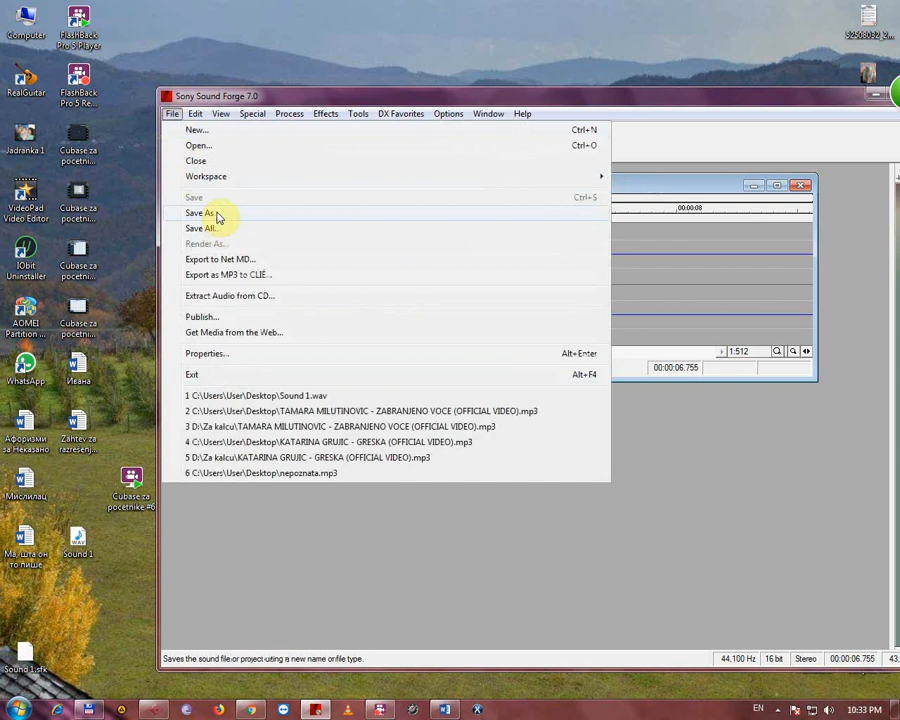 Computer
FlashBack
Pro 5 Player
RealGuitar
FlashBack
Pro 5 Re...
Jadranka 1
Cubase za
pocetni...
VideoPad
Video Editor
Cubase za
pocetni...
IObit
Uninstaller
Cubase za
pocetni...
AOMEI
Partition ...
Cubase za
pocetni...
WhatsApp
Ивана
Афоризми
за Неказано
Zahtev za
razrešenj...
Мислилац
Cubase za
pocetnike #6
Ма, шта он
то пише
Sound 1
Sound 1.sfk
Sony Sound Forge 7.0
File Edit View Special Process Effects Tools DX Favorites Options Window Help
New... Ctrl+N
Open... Ctrl+O
Close
Workspace
Save Ctrl+S
Save As...
Save All...
Render As...
Export to Net MD...
Export as MP3 to CLIÉ...
Extract Audio from CD...
Publish...
Get Media from the Web...
Properties... Alt+Enter
Exit Alt+F4
1 C:\Users\User\Desktop\Sound 1.wav
2 C:\Users\User\Desktop\TAMARA MILUTINOVIC - ZABRANJENO VOCE (OFFICIAL VIDEO).mp3
3 D:\Za kalcu\TAMARA MILUTINOVIC - ZABRANJENO VOCE (OFFICIAL VIDEO).mp3
4 C:\Users\User\Desktop\KATARINA GRUJIC - GRESKA (OFFICIAL VIDEO).mp3
5 D:\Za kalcu\KATARINA GRUJIC - GRESKA (OFFICIAL VIDEO).mp3
6 C:\Users\User\Desktop\nepoznata.mp3
,00:00:08
1:512
00:00:06.755
Saves the sound file or project using a new name or file type.
44,100 Hz 16 bit Stereo 00:00:06.755 43,
EN 10:33 PM